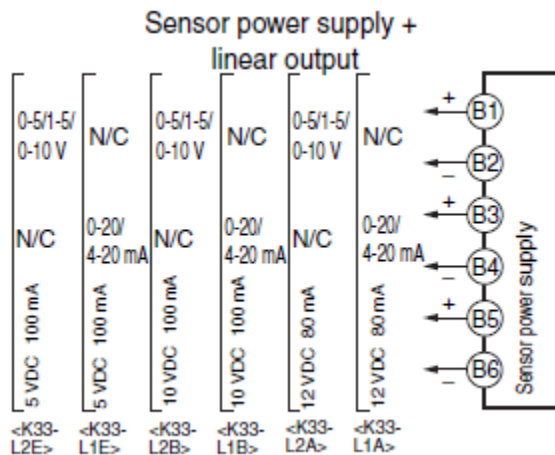 Sensor power supply +
linear output
0-5/1-5/
0-10 V
N/C
5 VDC 100 mA
<K33-
L2E>
N/C
0-20/
4-20 mA
5 VDC 100 mA
<K33-
L1E>
0-5/1-5/
0-10 V
N/C
10 VDC 100 mA
<K33-
L2B>
N/C
0-20/
4-20 mA
10 VDC 100 mA
<K33-
L1B>
0-5/1-5/
0-10 V
N/C
12 VDC 80 mA
<K33-
L2A>
N/C
0-20/
4-20 mA
12 VDC 80 mA
<K33-
L1A>
+ B1
− B2
+ B3
− B4
+ B5
− B6
Sensor power supply